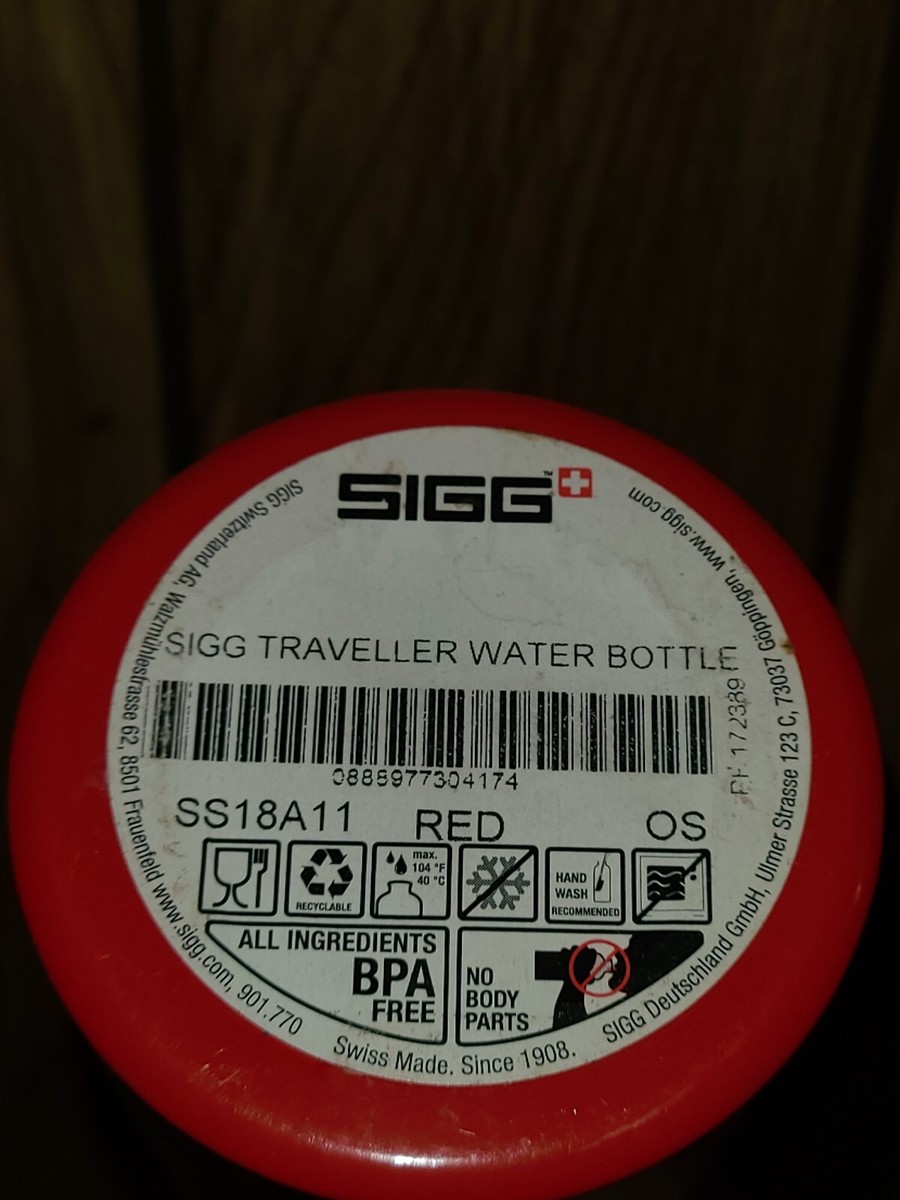 SIGG™
SIGG TRAVELLER WATER BOTTLE
0888977304174
SS18A11 RED OS
RECYCLABLE
max.
104 °F
40 °C
HAND
WASH
RECOMMENDED
ALL INGREDIENTS
BPA
FREE
NO
BODY
PARTS
SIGG Switzerland AG, Walzmühlestrasse 62, 8501 Frauenfeld www.sigg.com, 901.770
Swiss Made. Since 1908.
SIGG Deutschland GmbH, Ulmer Strasse 123 C, 73037 Göppingen, www.sigg.com
172389